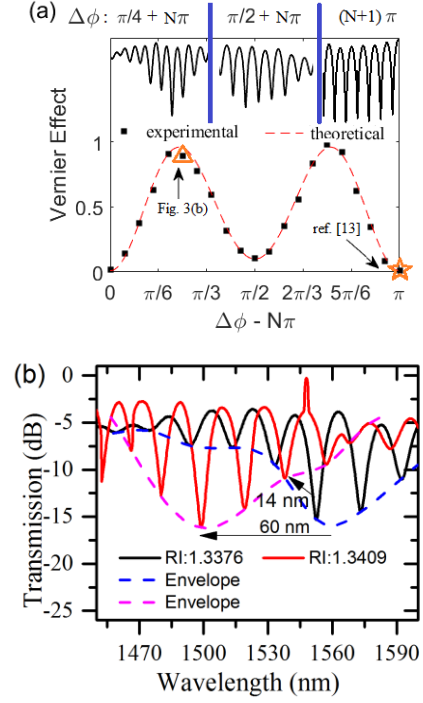 (a)
Δϕ: π/4 + Nπ π/2 + Nπ (N+1) π
Vernier Effect
1
0.5
0
experimental
theoretical
Fig. 3(b)
ref. [13]
0 π/6 π/3 π/2 2π/3 5π/6 π
Δϕ - Nπ
(b)
Transmission (dB)
0
-5
-10
-15
-20
-25
14 nm
60 nm
RI:1.3376 RI:1.3409
Envelope
Envelope
1470 1500 1530 1560 1590
Wavelength (nm)